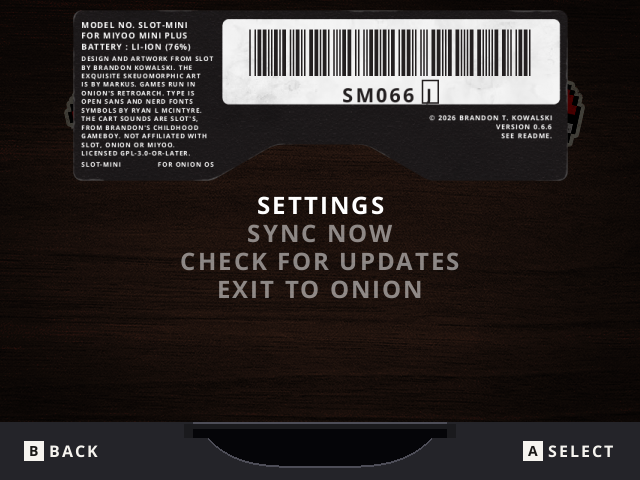 MODEL NO. SLOT-MINI
FOR MIYOO MINI PLUS
BATTERY : LI-ION (76%)
DESIGN AND ARTWORK FROM SLOT
BY BRANDON KOWALSKI. THE
EXQUISITE SKEUOMORPHIC ART
IS BY MARKUS. GAMES RUN IN
ONION'S RETROARCH. TYPE IS
OPEN SANS AND NERD FONTS
SYMBOLS BY RYAN L MCINTYRE.
THE CART SOUNDS ARE SLOT'S,
FROM BRANDON'S CHILDHOOD
GAMEBOY. NOT AFFILIATED WITH
SLOT, ONION OR MIYOO.
LICENSED GPL-3.0-OR-LATER.
SLOT-MINI FOR ONION OS
SM066 J
© 2026 BRANDON T. KOWALSKI
VERSION 0.6.6
SEE README.
SETTINGS
SYNC NOW
CHECK FOR UPDATES
EXIT TO ONION
B BACK
A SELECT